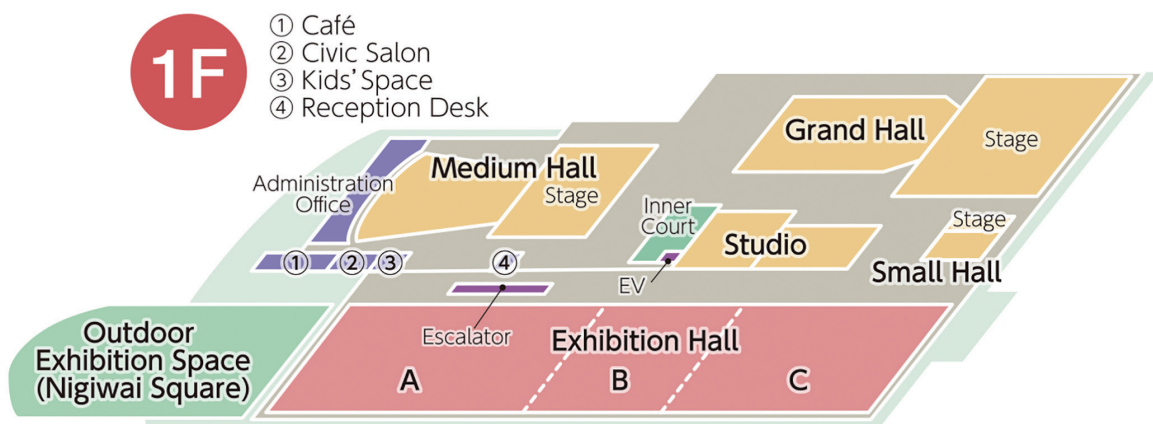 1F
① Café
② Civic Salon
③ Kids' Space
④ Reception Desk
Grand Hall
Stage
Medium Hall
Stage
Administration
Office
Inner
Court
Studio
Stage
Small Hall
①
②
③
④
EV
Escalator
Outdoor
Exhibition Space
(Nigiwai Square)
Exhibition Hall
A
B
C